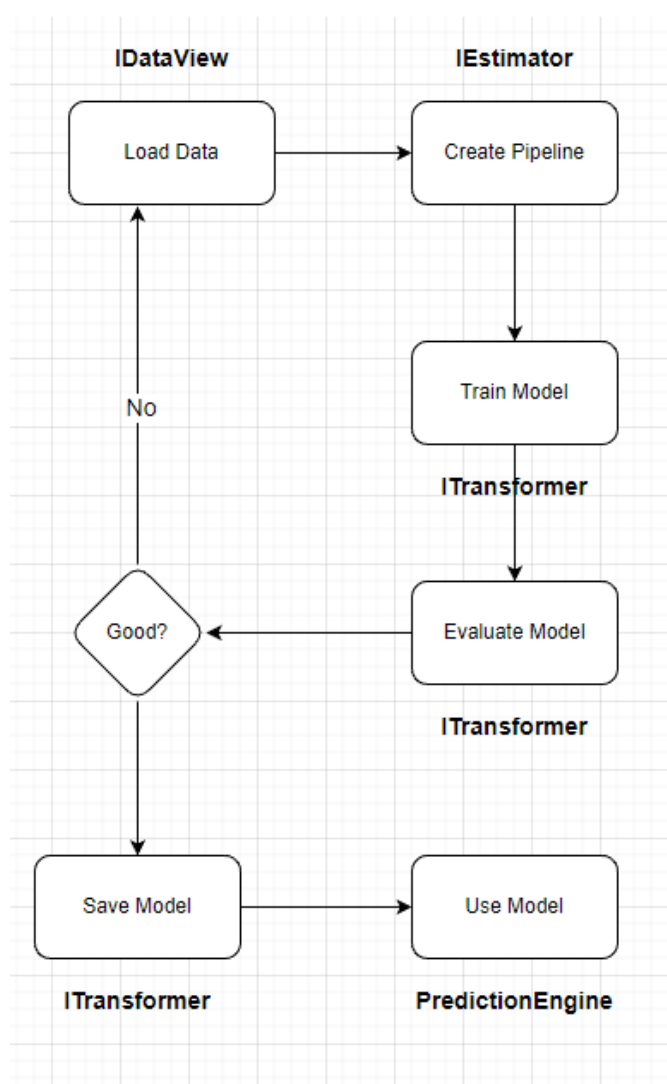 IDataView
IEstimator
Load Data
Create Pipeline
Train Model
No
ITransformer
Good?
Evaluate Model
ITransformer
Save Model
Use Model
ITransformer
PredictionEngine